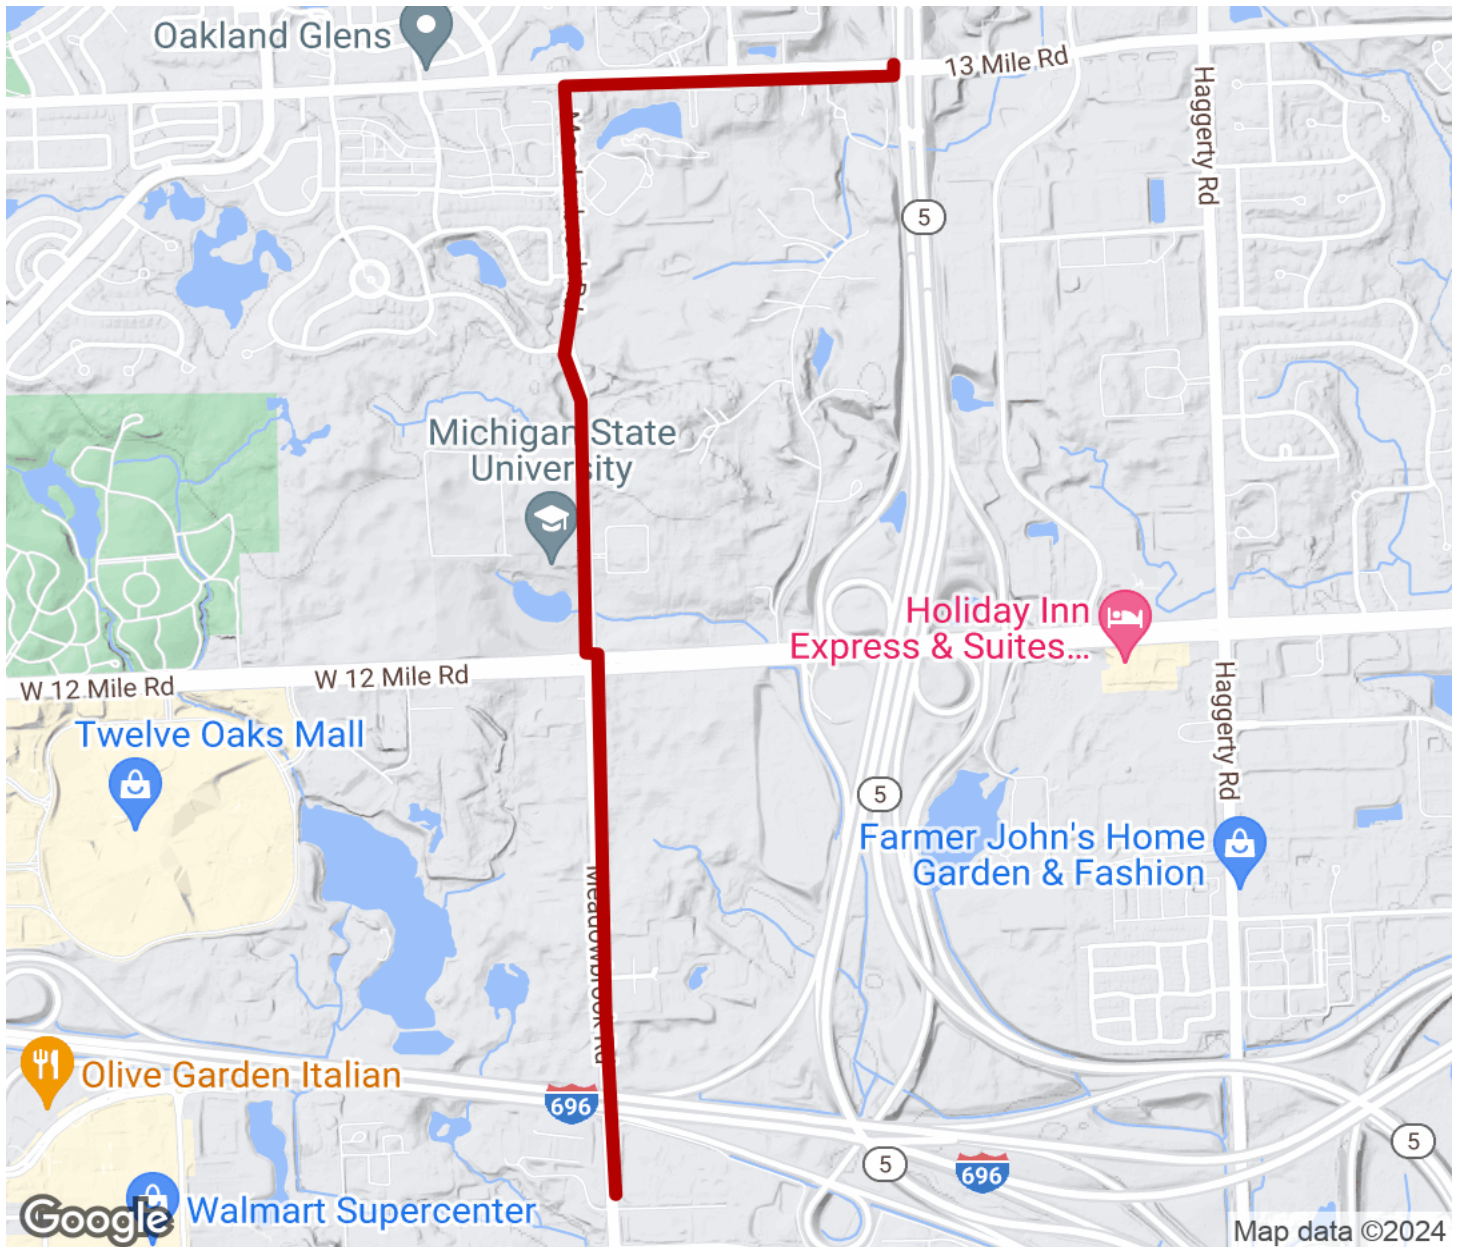 Oakland Glens
13 Mile Rd
Haggerty Rd
5
Michigan State
University
Holiday Inn
Express & Suites...
W 12 Mile Rd
W 12 Mile Rd
Haggerty Rd
Twelve Oaks Mall
5
Farmer John's Home
Garden & Fashion
Meadowbrook Rd
Olive Garden Italian
696
5
5
696
Walmart Supercenter
Google
Map data ©2024